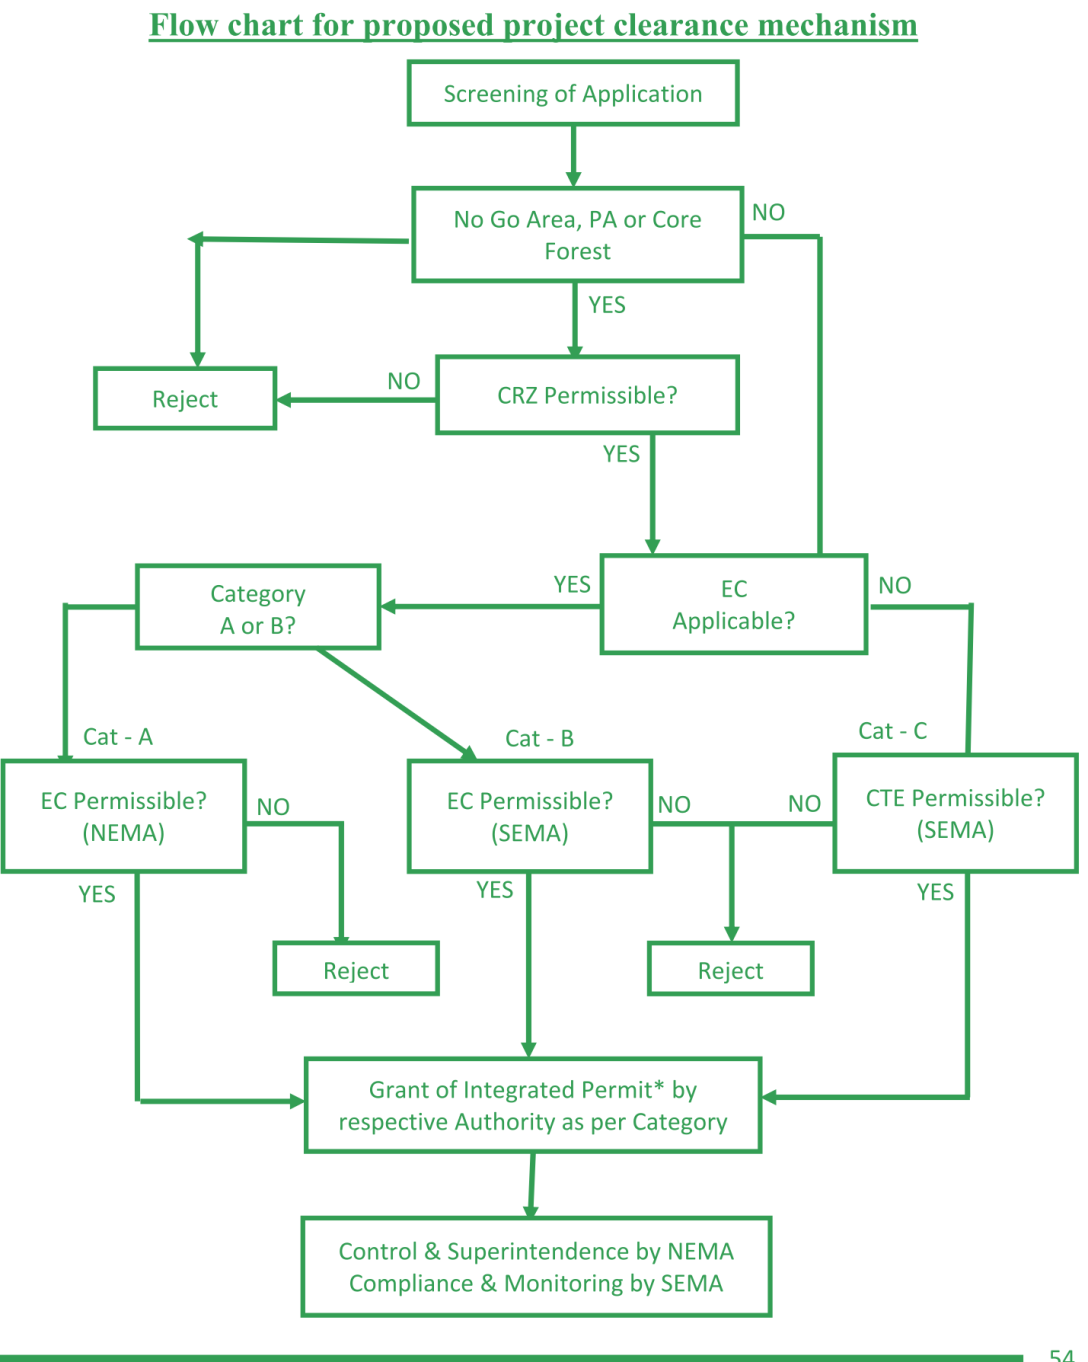 Flow chart for proposed project clearance mechanism
Screening of Application
No Go Area, PA or Core
Forest
NO
YES
CRZ Permissible?
NO
Reject
YES
EC
Applicable?
YES
NO
Category
A or B?
Cat - A
Cat - B
Cat - C
EC Permissible?
(NEMA)
NO
EC Permissible?
(SEMA)
NO
NO
CTE Permissible?
(SEMA)
YES
YES
YES
Reject
Reject
Grant of Integrated Permit* by
respective Authority as per Category
Control & Superintendence by NEMA
Compliance & Monitoring by SEMA
54